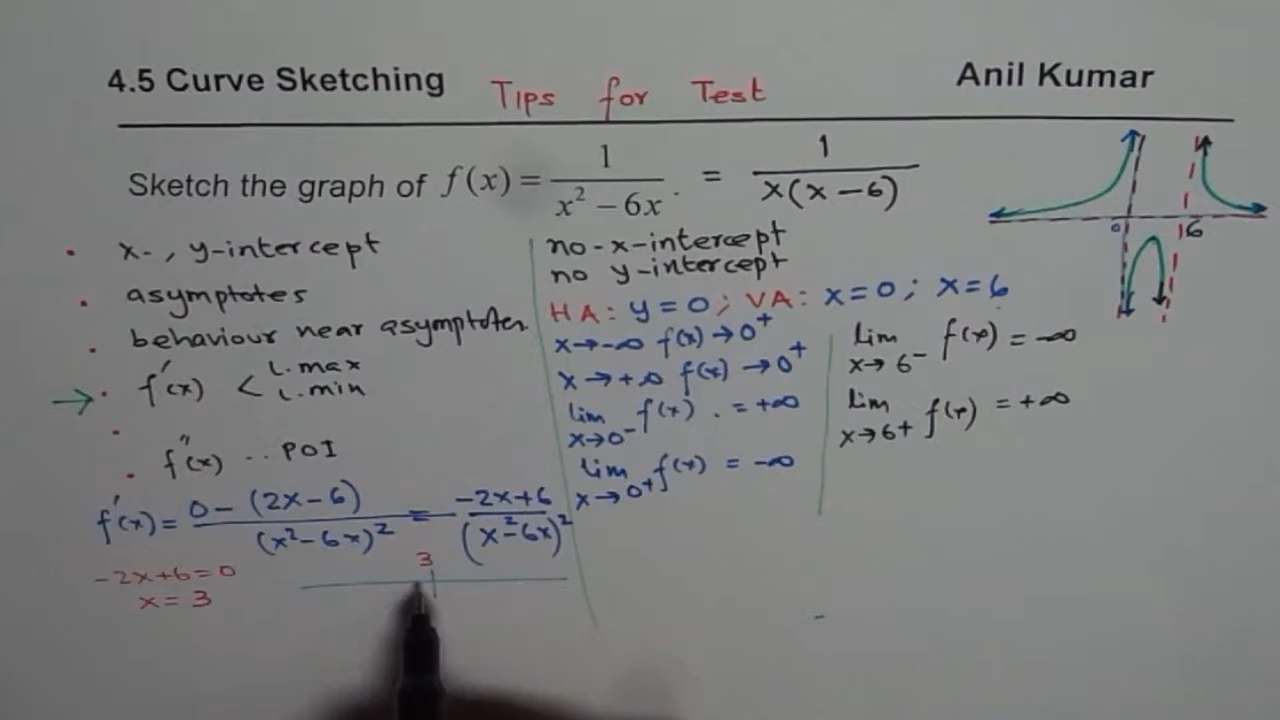 4.5 Curve Sketching Tips for Test Anil Kumar
Sketch the graph of f(x) = 1/(x² − 6x). = 1/(x(x−6))
• x- , y-intercept
• asymptotes
• behaviour near asymptotes.
→ • f'(x) < l.max l.min
•
• f''(x) .. POI
f'(x) = (0 − (2x−6))/(x²−6x)² = (−2x+6)/(x²−6x)²
−2x+6=0
x = 3
3
no-x-intercept
no y-intercept
HA: y=0; VA: x=0; x=6
x→−∞ f(x)→0⁺
x→+∞ f(x)→0⁺
lim x→0⁻ f(x) . = +∞
lim x→0⁺ f(x) = −∞
lim x→6⁻ f(x) = −∞
lim x→6⁺ f(x) = +∞
0 6